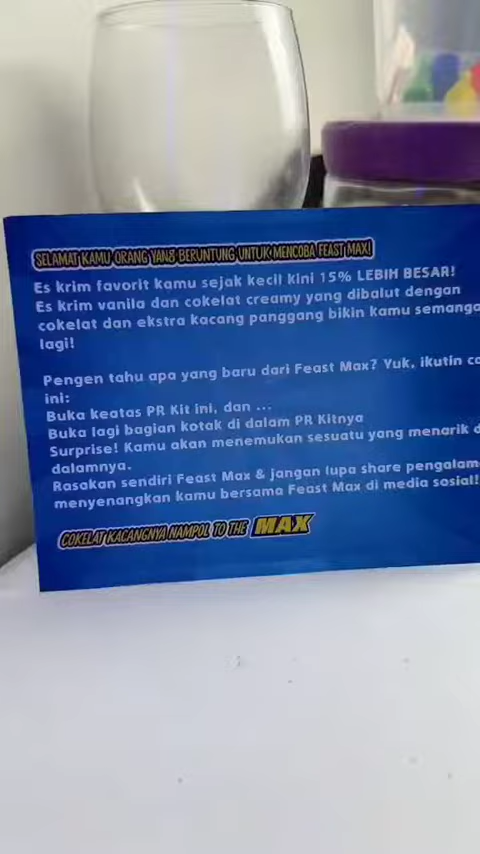 SELAMAT KAMU ORANG YANG BERUNTUNG UNTUK MENCOBA FEAST MAX!
Es krim favorit kamu sejak kecil kini 15% LEBIH BESAR!
Es krim vanila dan cokelat creamy yang dibalut dengan
cokelat dan ekstra kacang panggang bikin kamu semanga
lagi!
Pengen tahu apa yang baru dari Feast Max? Yuk, ikutin ca
ini:
Buka keatas PR Kit ini, dan ...
Buka lagi bagian kotak di dalam PR Kitnya
Surprise! Kamu akan menemukan sesuatu yang menarik d
dalamnya.
Rasakan sendiri Feast Max & jangan lupa share pengalam
menyenangkan kamu bersama Feast Max di media sosial!
COKELAT KACANGNYA NAMPOL TO THE MAX